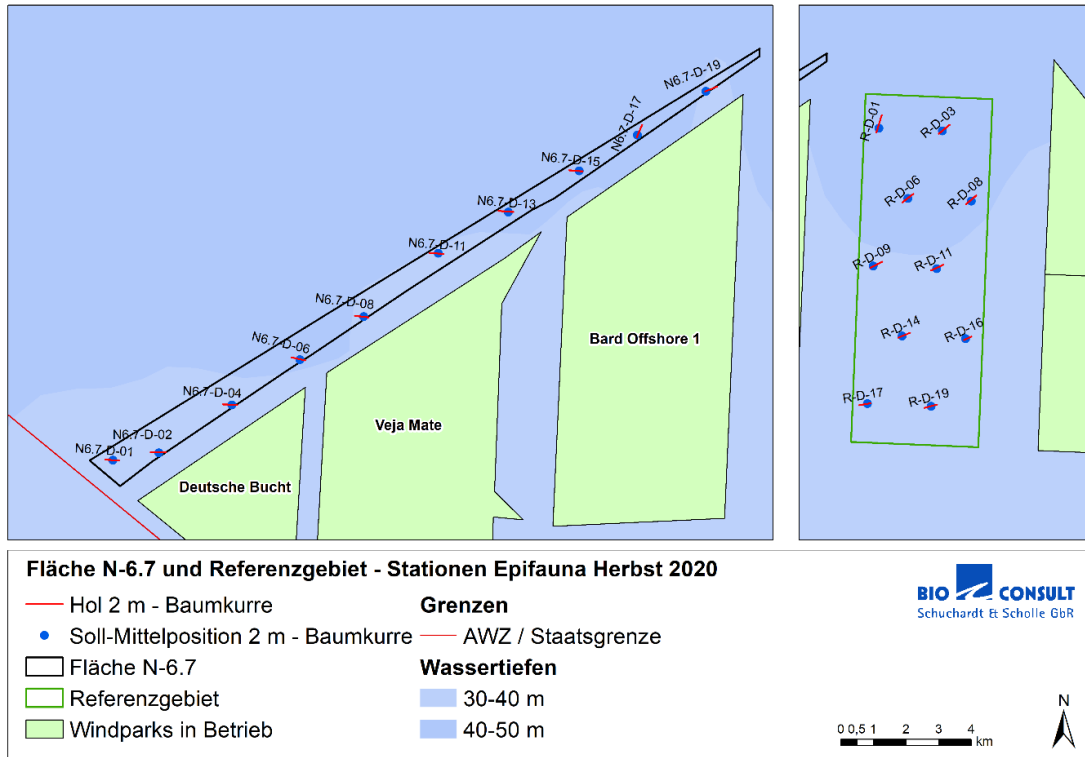 N6.7-D-19
N6.7-D-17
N6.7-D-15
N6.7-D-13
N6.7-D-11
N6.7-D-08
N6.7-D-06
N6.7-D-04
N6.7-D-02
N6.7-D-01
Bard Offshore 1
Veja Mate
Deutsche Bucht
R-D-01
R-D-03
R-D-06
R-D-08
R-D-09
R-D-11
R-D-14
R-D-16
R-D-17
R-D-19
Fläche N-6.7 und Referenzgebiet - Stationen Epifauna Herbst 2020
Hol 2 m - Baumkurre
Soll-Mittelposition 2 m - Baumkurre
Fläche N-6.7
Referenzgebiet
Windparks in Betrieb
Grenzen
AWZ / Staatsgrenze
Wassertiefen
30-40 m
40-50 m
BIO CONSULT
Schuchardt & Scholle GbR
N
0 0,5 1 2 3 4
km